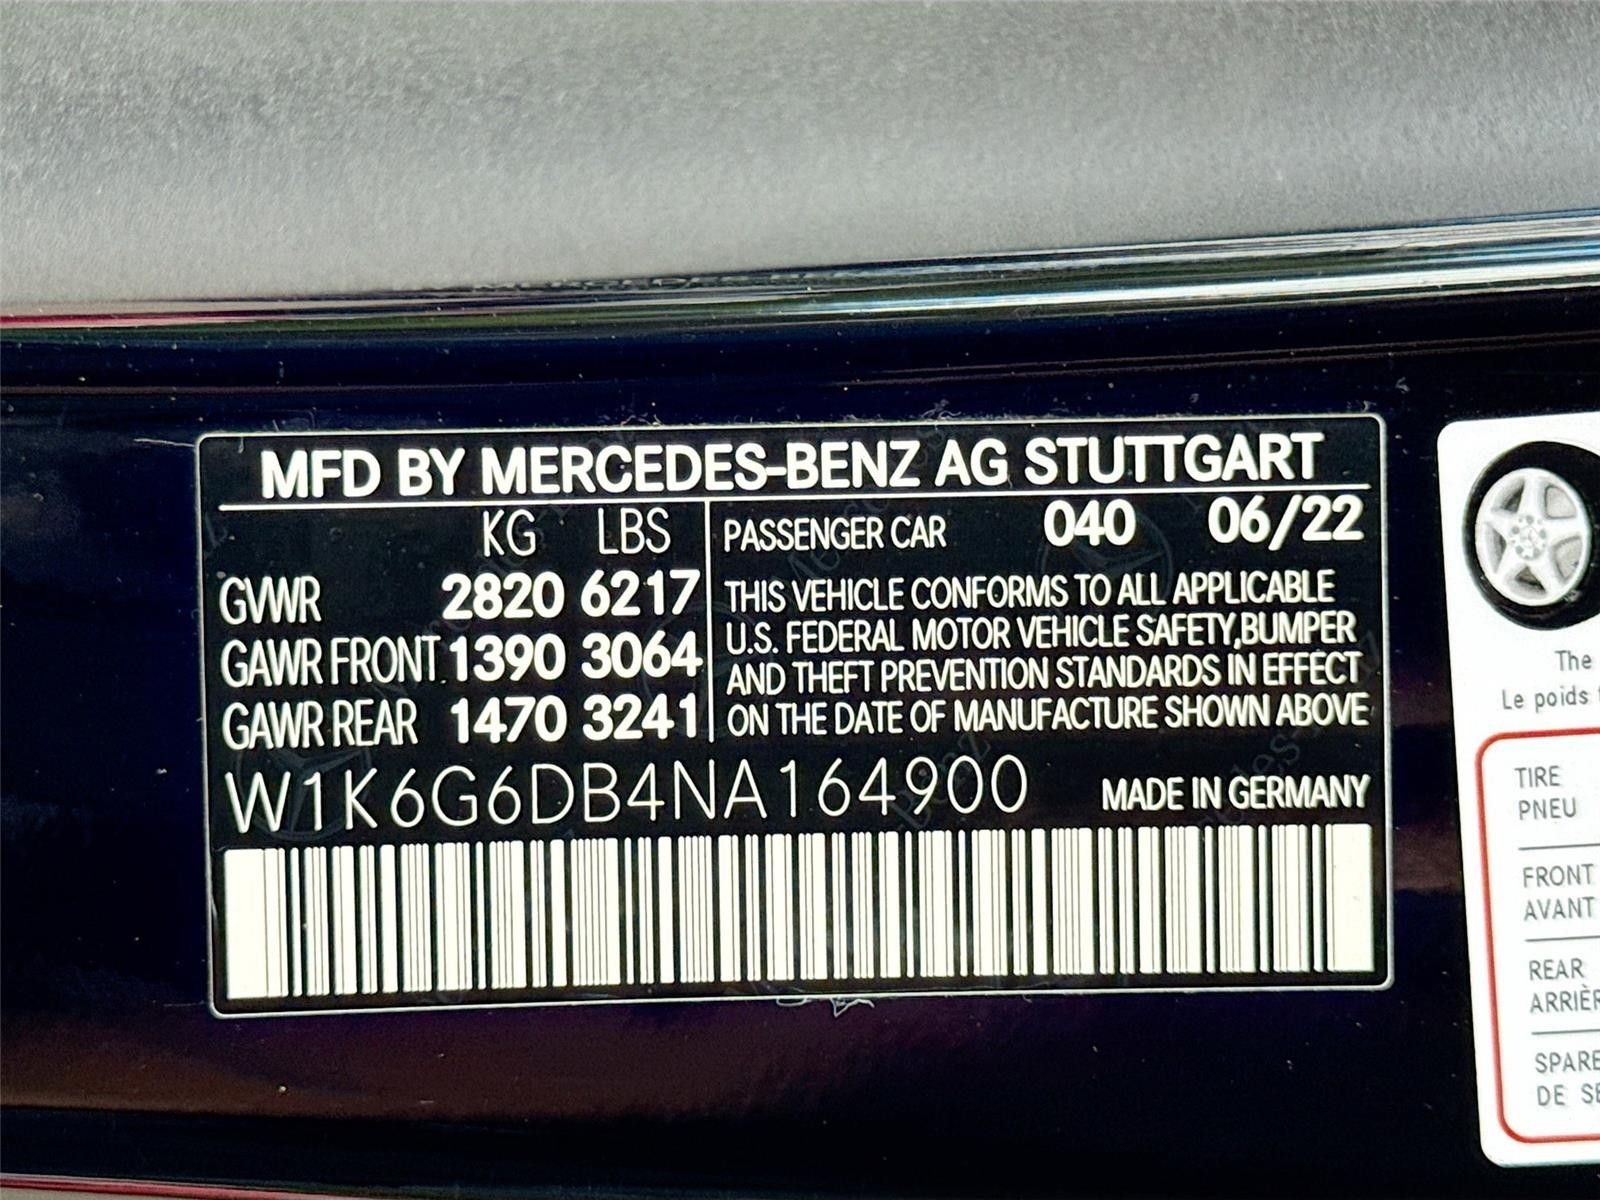 MFD BY MERCEDES-BENZ AG STUTTGART
KG LBS
GVWR 2820 6217
GAWR FRONT 1390 3064
GAWR REAR 1470 3241
PASSENGER CAR 040 06/22
THIS VEHICLE CONFORMS TO ALL APPLICABLE
U.S. FEDERAL MOTOR VEHICLE SAFETY,BUMPER
AND THEFT PREVENTION STANDARDS IN EFFECT
ON THE DATE OF MANUFACTURE SHOWN ABOVE
W1K6G6DB4NA164900
MADE IN GERMANY
The
Le poids
TIRE
PNEU
FRONT
AVANT
REAR
SPARE
DE